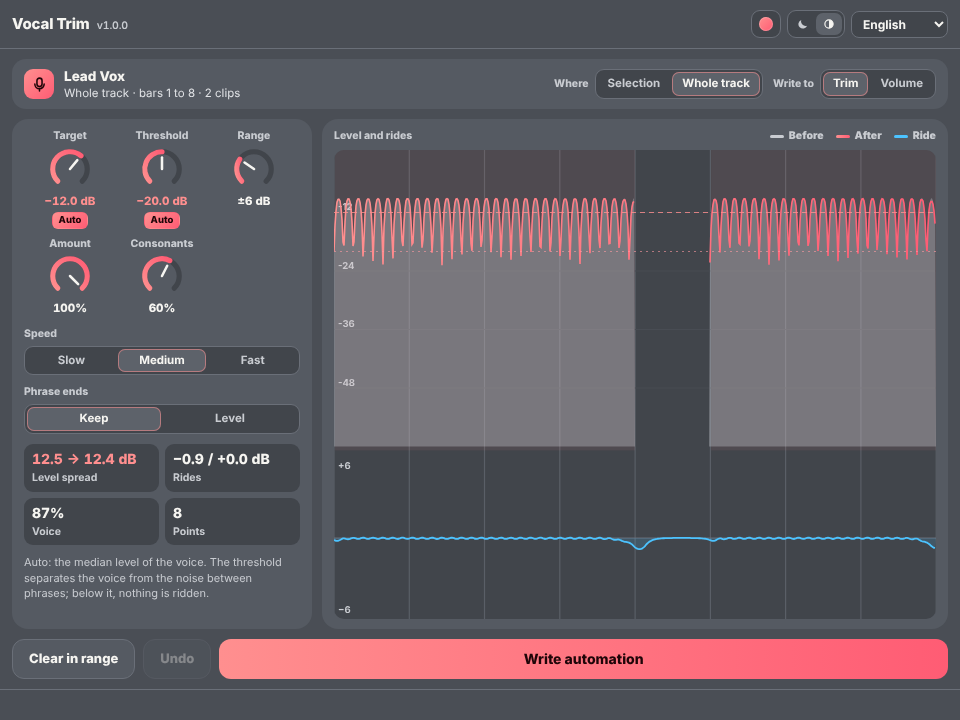 Vocal Trim v1.0.0
English
Lead Vox
Whole track · bars 1 to 8 · 2 clips
Where
Selection
Whole track
Write to
Trim
Volume
Target
Threshold
Range
−12.0 dB
−20.0 dB
±6 dB
Auto
Auto
Amount
Consonants
100%
60%
Speed
Slow
Medium
Fast
Phrase ends
Keep
Level
12.5 → 12.4 dB
Level spread
−0.9 / +0.0 dB
Rides
87%
Voice
8
Points
Auto: the median level of the voice. The threshold
separates the voice from the noise between
phrases; below it, nothing is ridden.
Level and rides
Before
After
Ride
-12
-24
-36
-48
+6
−6
Clear in range
Undo
Write automation